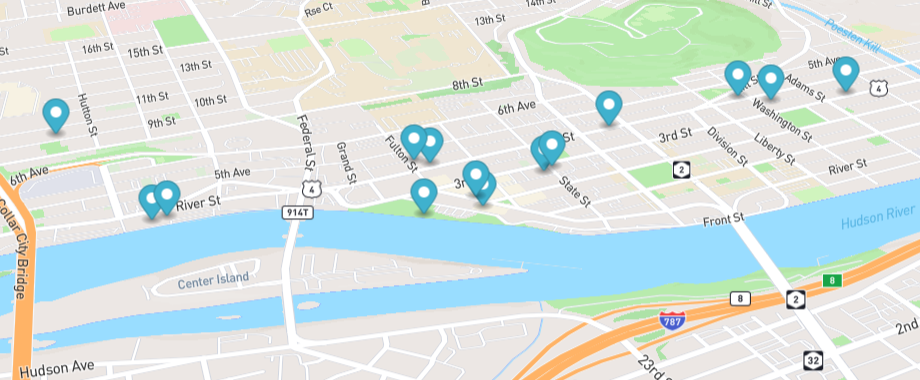 Burdett Ave
Rse Ct
14th St
13th St
16th St
15th St
13th St
Poesten Kill
5th Ave
8th St
Adams St
4
11th St
10th St
Hutton St
6th Ave
Washington St
9th St
Federal St
3rd St
Division St
Liberty St
Fulton St
Grand St
St
2
River St
6th Ave
5th Ave
4
State St
River St
914T
Front St
Hudson River
Collar City Bridge
Center Island
8
8
2
787
2nd
Hudson Ave
23rd
32